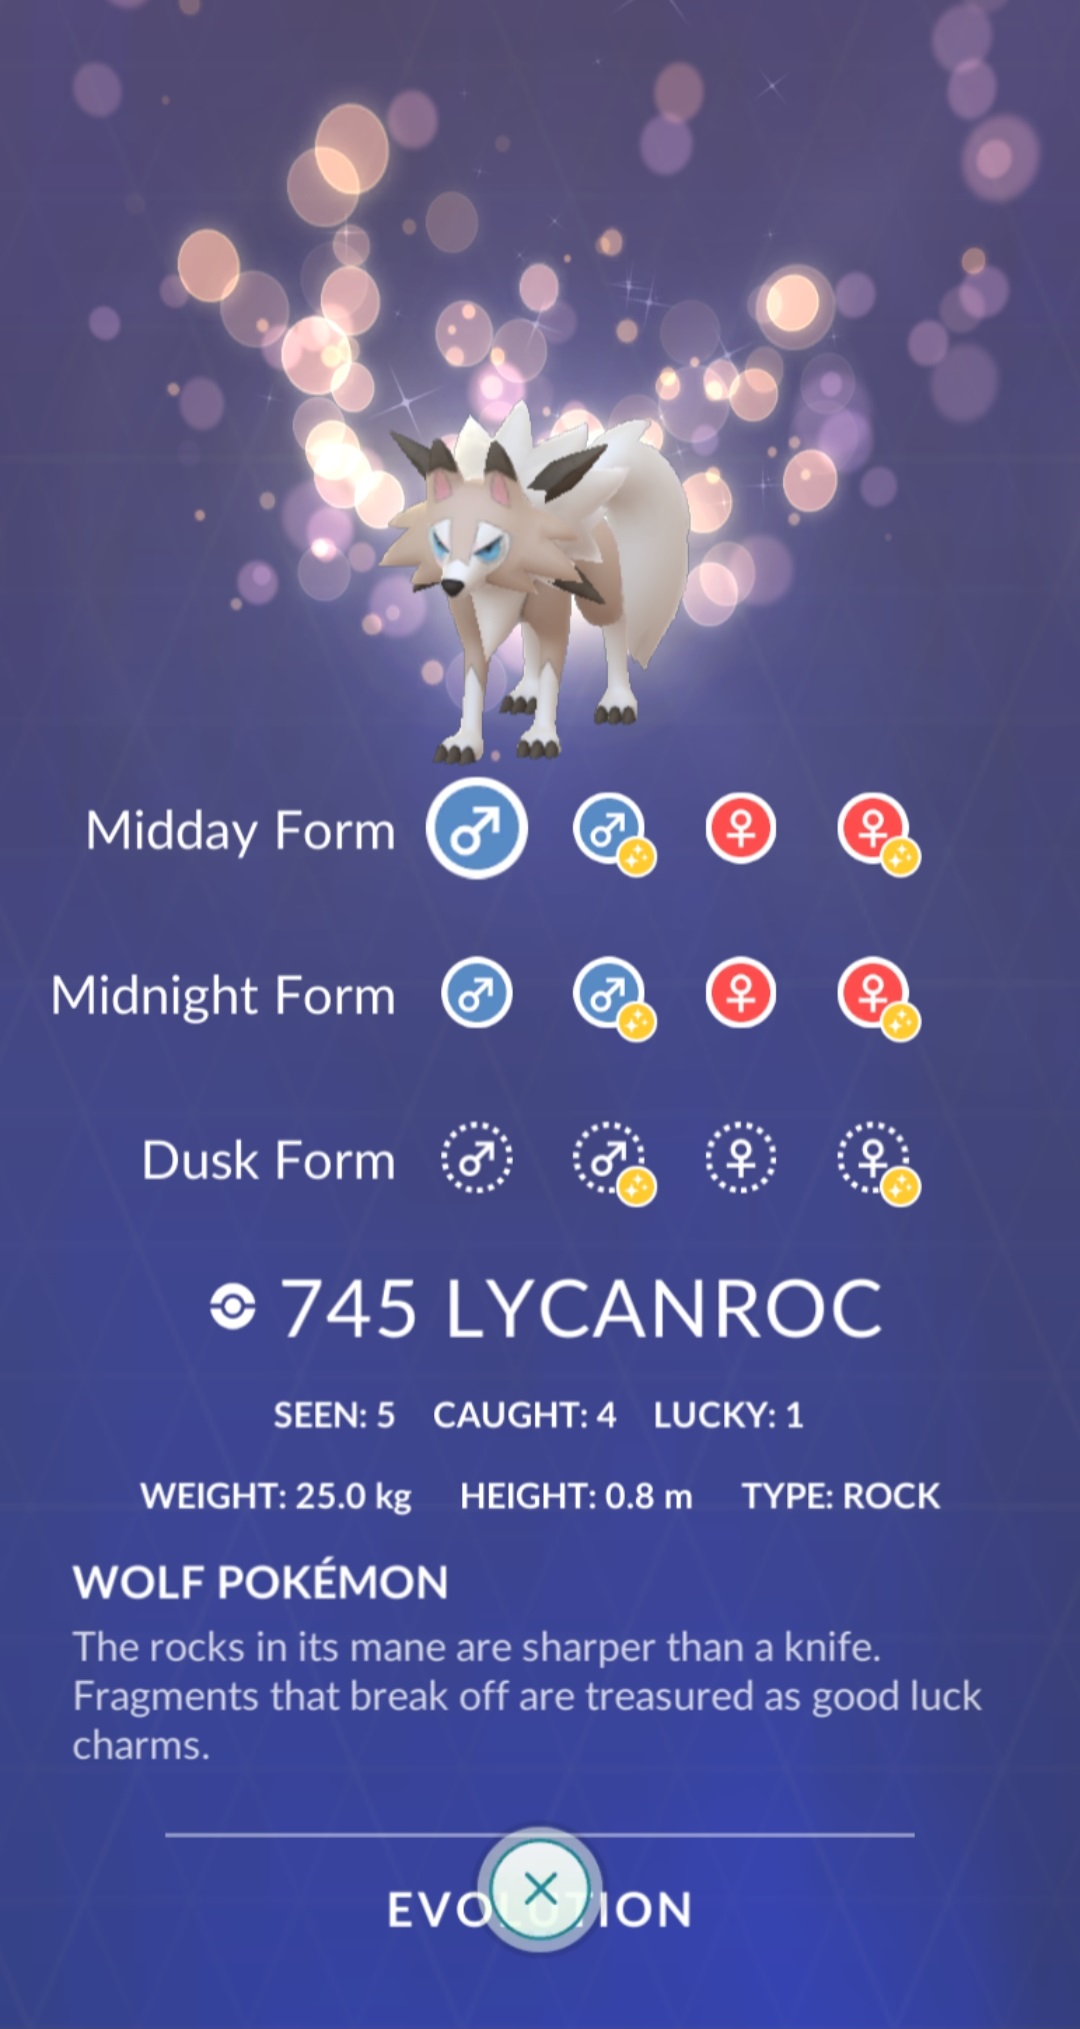 Midday Form
Midnight Form
Dusk Form
745 LYCANROC
SEEN: 5 CAUGHT: 4 LUCKY: 1
WEIGHT: 25.0 kg HEIGHT: 0.8 m TYPE: ROCK
WOLF POKÉMON
The rocks in its mane are sharper than a knife.
Fragments that break off are treasured as good luck
charms.
EVOLUTION